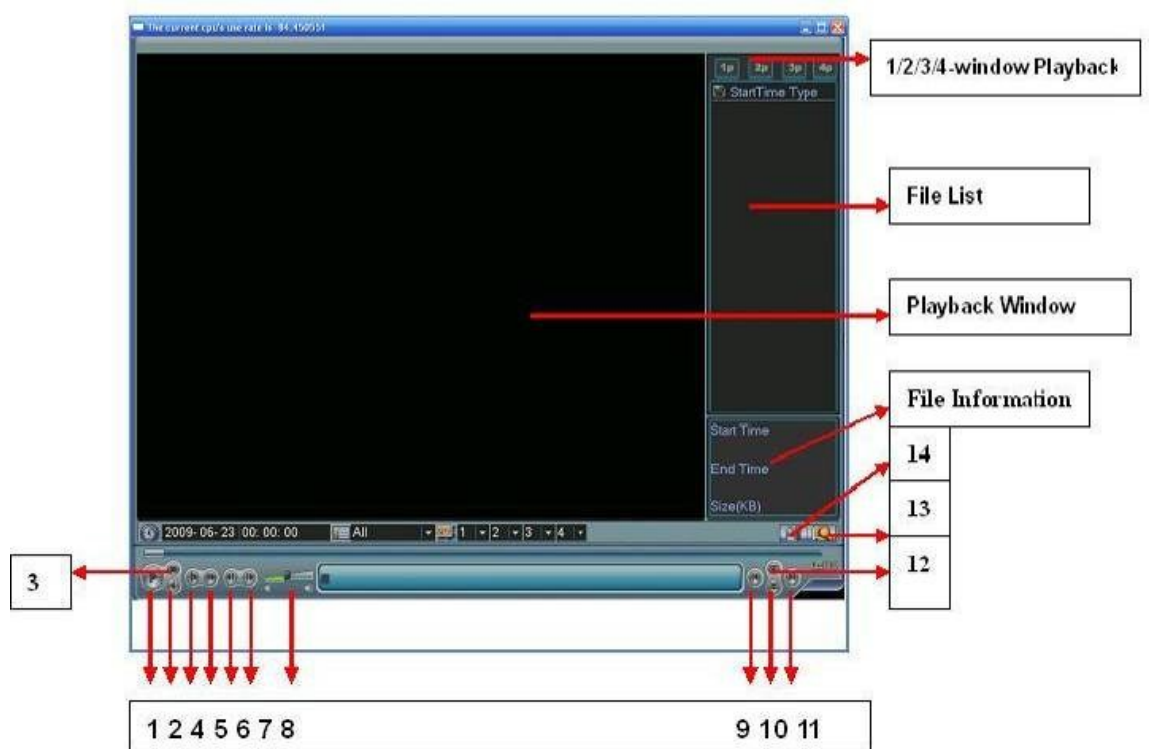 The current cpu's use rate is 84.450551
1/2/3/4-window Playback
1p 2p 3p 4p
StartTime Type
File List
Playback Window
File Information
Start Time
End Time
Size(KB)
14
13
12
2009-06-23 00:00:00 All 1 2 3 4
3
1 2 4 5 6 7 8 9 10 11